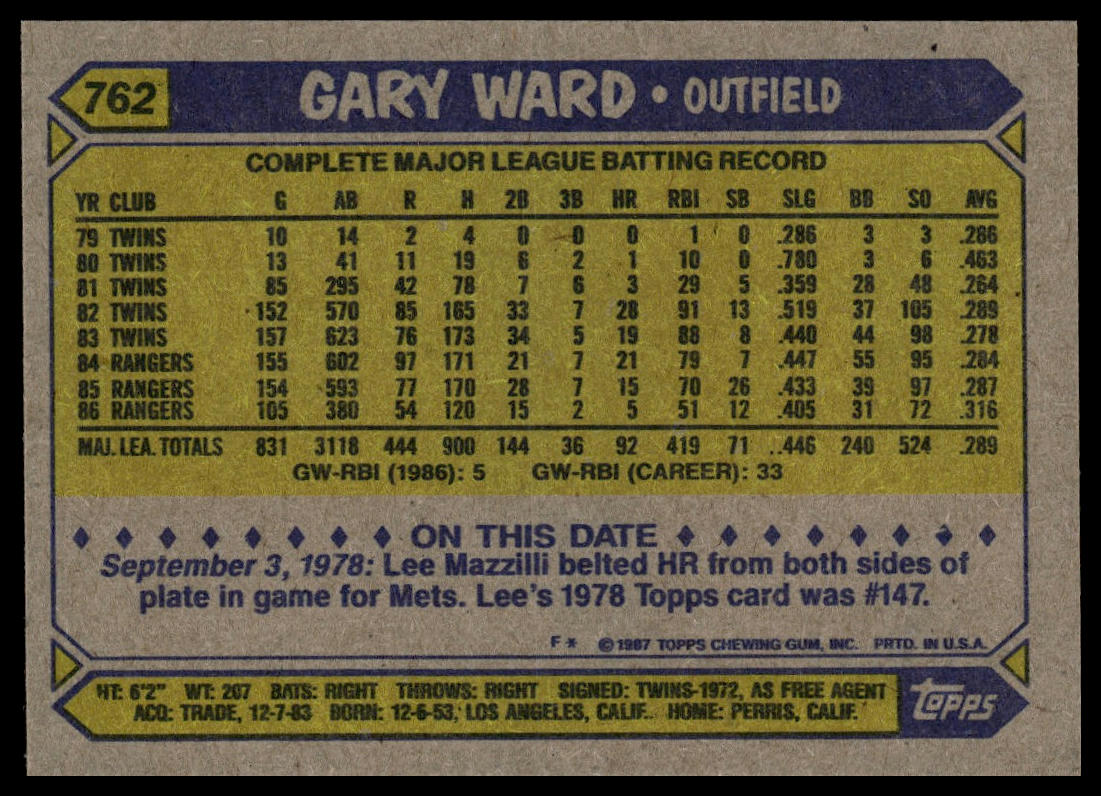 762 GARY WARD • OUTFIELD
COMPLETE MAJOR LEAGUE BATTING RECORD
YR CLUB G AB R H 2B 3B HR RBI SB SLG BB SO AVG
79 TWINS 10 14 2 4 0 0 0 1 0 .286 3 3 .286
80 TWINS 13 41 11 19 6 2 1 10 0 .780 3 6 .463
81 TWINS 85 295 42 78 7 6 3 29 5 .359 28 48 .264
82 TWINS 152 570 85 165 33 7 28 91 13 .519 37 105 .289
83 TWINS 157 623 76 173 34 5 19 88 8 .440 44 98 .278
84 RANGERS 155 602 97 171 21 7 21 79 7 .447 55 95 .284
85 RANGERS 154 593 77 170 28 7 15 70 26 .433 39 97 .287
86 RANGERS 105 380 54 120 15 2 5 51 12 .405 31 72 .316
MAJ. LEA. TOTALS 831 3118 444 900 144 36 92 419 71 ..446 240 524 .289
GW-RBI (1986): 5 GW-RBI (CAREER): 33
ON THIS DATE
September 3, 1978: Lee Mazzilli belted HR from both sides of
plate in game for Mets. Lee's 1978 Topps card was #147.
F* © 1987 TOPPS CHEWING GUM, INC. PRTD. IN U.S.A.
HT: 6'2" WT: 207 BATS: RIGHT THROWS: RIGHT SIGNED: TWINS-1972, AS FREE AGENT
ACQ: TRADE, 12-7-83 BORN: 12-6-53, LOS ANGELES, CALIF. HOME: PERRIS, CALIF.
TOPPS